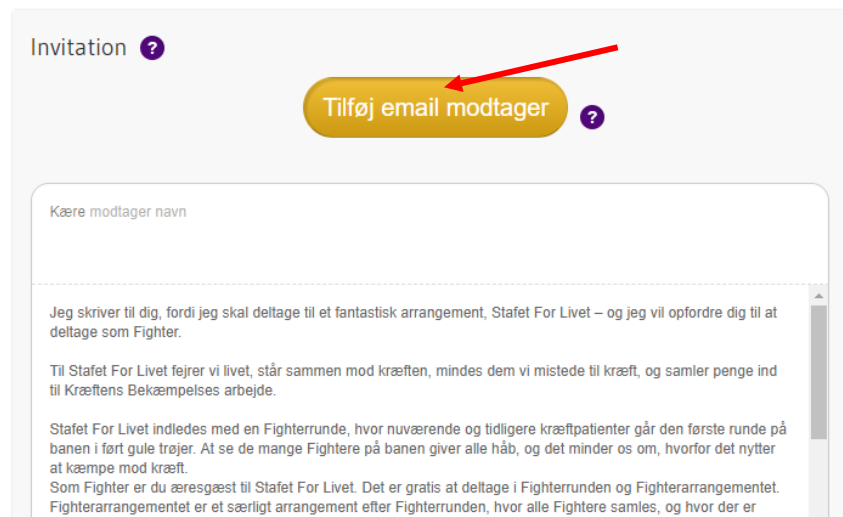 Invitation ?
Tilføj email modtager ?
Kære modtager navn
Jeg skriver til dig, fordi jeg skal deltage til et fantastisk arrangement, Stafet For Livet – og jeg vil opfordre dig til at
deltage som Fighter.
Til Stafet For Livet fejrer vi livet, står sammen mod kræften, mindes dem vi mistede til kræft, og samler penge ind
til Kræftens Bekæmpelses arbejde.
Stafet For Livet indledes med en Fighterrunde, hvor nuværende og tidligere kræftpatienter går den første runde på
banen i ført gule trøjer. At se de mange Fightere på banen giver alle håb, og det minder os om, hvorfor det nytter
at kæmpe mod kræft.
Som Fighter er du æresgæst til Stafet For Livet. Det er gratis at deltage i Fighterrunden og Fighterarrangementet.
Fighterarrangementet er et særligt arrangement efter Fighterrunden, hvor alle Fightere samles, og hvor der er